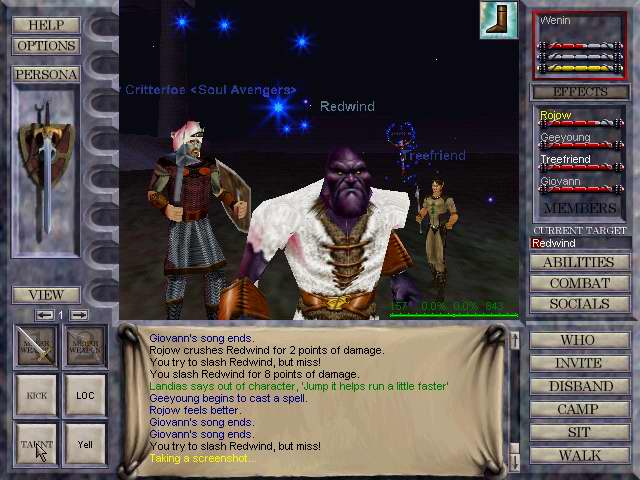 HELP
OPTIONS
PERSONA
VIEW
1
KICK
LOC
TAUNT
Yell
Critterfoe <Soul Avengers>
Redwind
Treefriend
Wenin
EFFECTS
Rojow
Geeyoung
Treefriend
Giovann
MEMBERS
CURRENT TARGET
Redwind
ABILITIES
COMBAT
SOCIALS
WHO
INVITE
DISBAND
CAMP
SIT
WALK
Giovann's song ends.
Rojow crushes Redwind for 2 points of damage.
You try to slash Redwind, but miss!
You slash Redwind for 8 points of damage.
Landias says out of character, 'Jump it helps run a little faster'
Geeyoung begins to cast a spell.
Rojow feels better.
Giovann's song ends.
Giovann's song ends.
You try to slash Redwind, but miss!
Taking a screenshot...